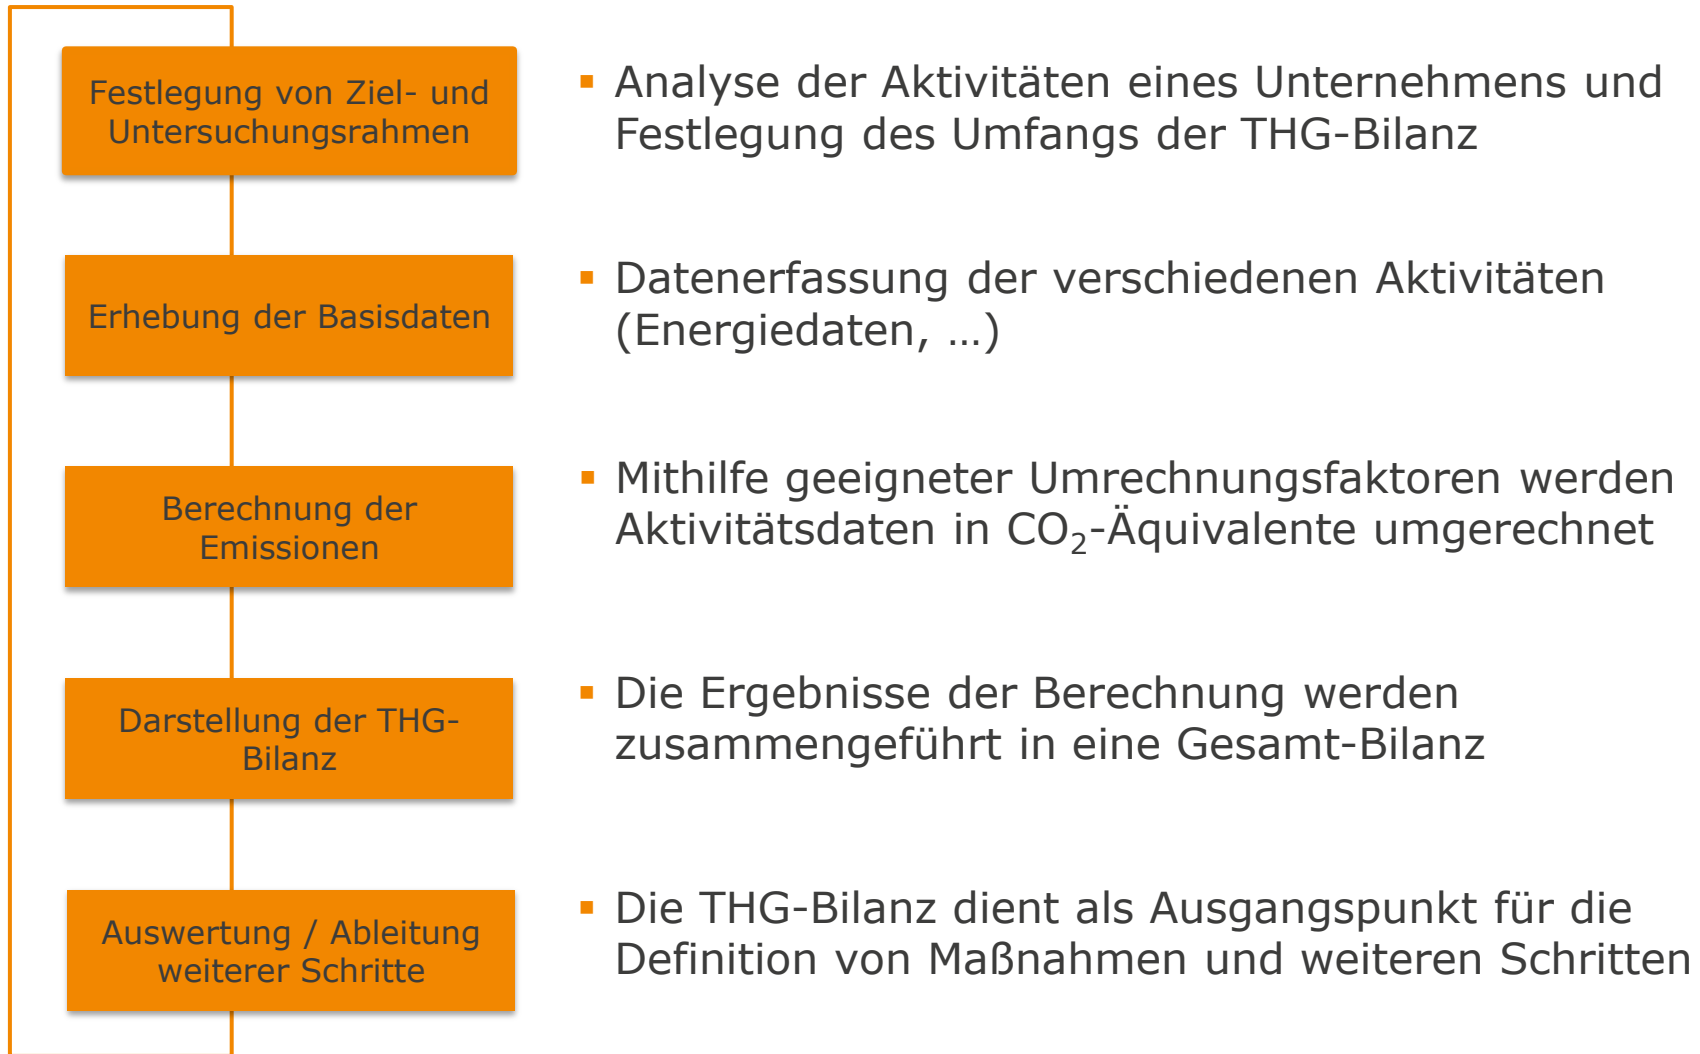 Festlegung von Ziel- und
Untersuchungsrahmen
▪ Analyse der Aktivitäten eines Unternehmens und
Festlegung des Umfangs der THG-Bilanz
Erhebung der Basisdaten
▪ Datenerfassung der verschiedenen Aktivitäten
(Energiedaten, …)
Berechnung der
Emissionen
▪ Mithilfe geeigneter Umrechnungsfaktoren werden
Aktivitätsdaten in CO₂-Äquivalente umgerechnet
Darstellung der THG-
Bilanz
▪ Die Ergebnisse der Berechnung werden
zusammengeführt in eine Gesamt-Bilanz
Auswertung / Ableitung
weiterer Schritte
▪ Die THG-Bilanz dient als Ausgangspunkt für die
Definition von Maßnahmen und weiteren Schritten